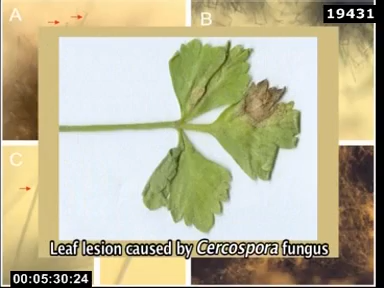 A
B
19431
C
Leaf lesion caused by Cercospora fungus
00:05:30:24